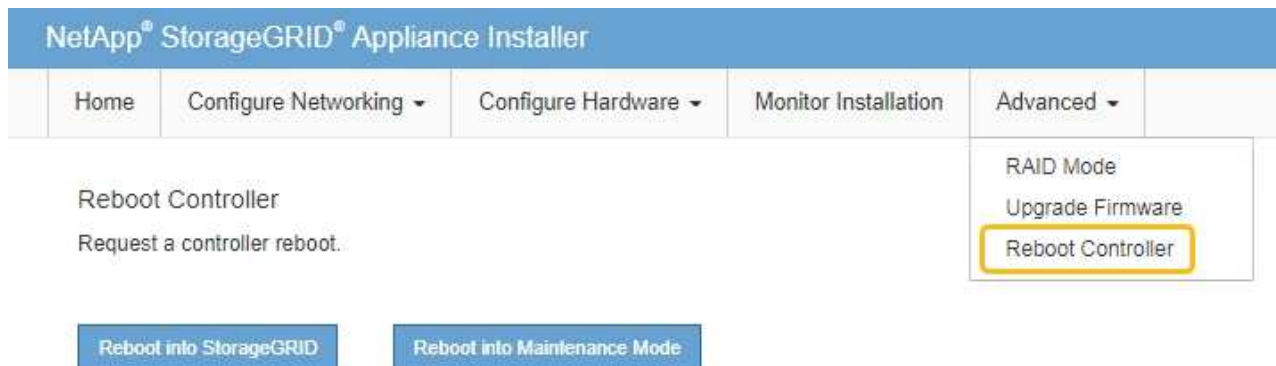 NetApp® StorageGRID® Appliance Installer
Home Configure Networking Configure Hardware Monitor Installation Advanced
RAID Mode
Upgrade Firmware
Reboot Controller
Reboot Controller
Request a controller reboot.
Reboot into StorageGRID Reboot into Maintenance Mode